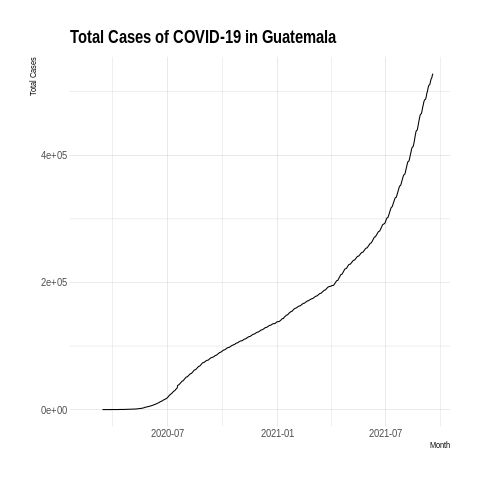 Total Cases of COVID-19 in Guatemala
Total Cases
4e+05
2e+05
0e+00
2020-07 2021-01 2021-07
Month